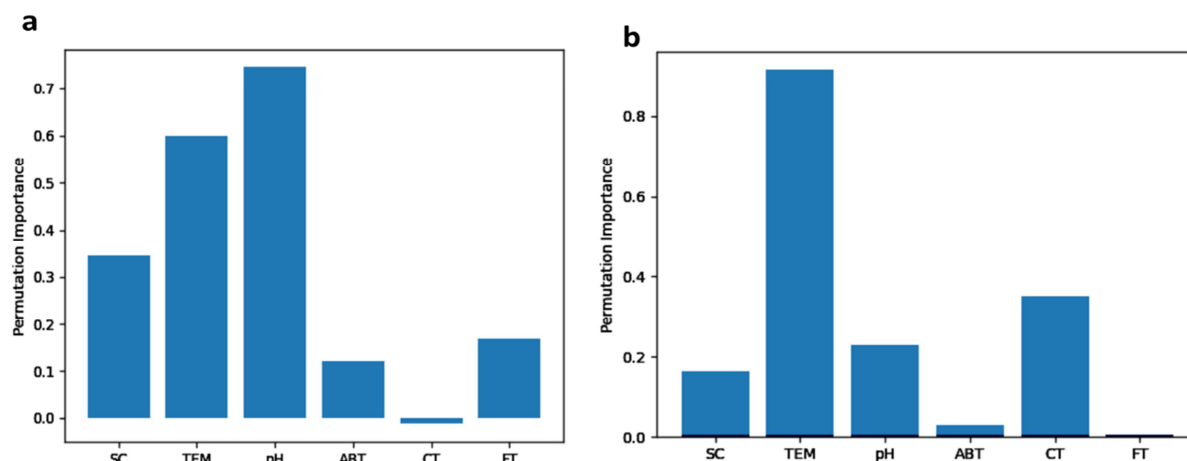 a
Permutation Importance
0.7
0.6
0.5
0.4
0.3
0.2
0.1
0.0
SC TEM pH ABT CT FT
b
Permutation Importance
0.8
0.6
0.4
0.2
0.0
SC TEM pH ABT CT FT